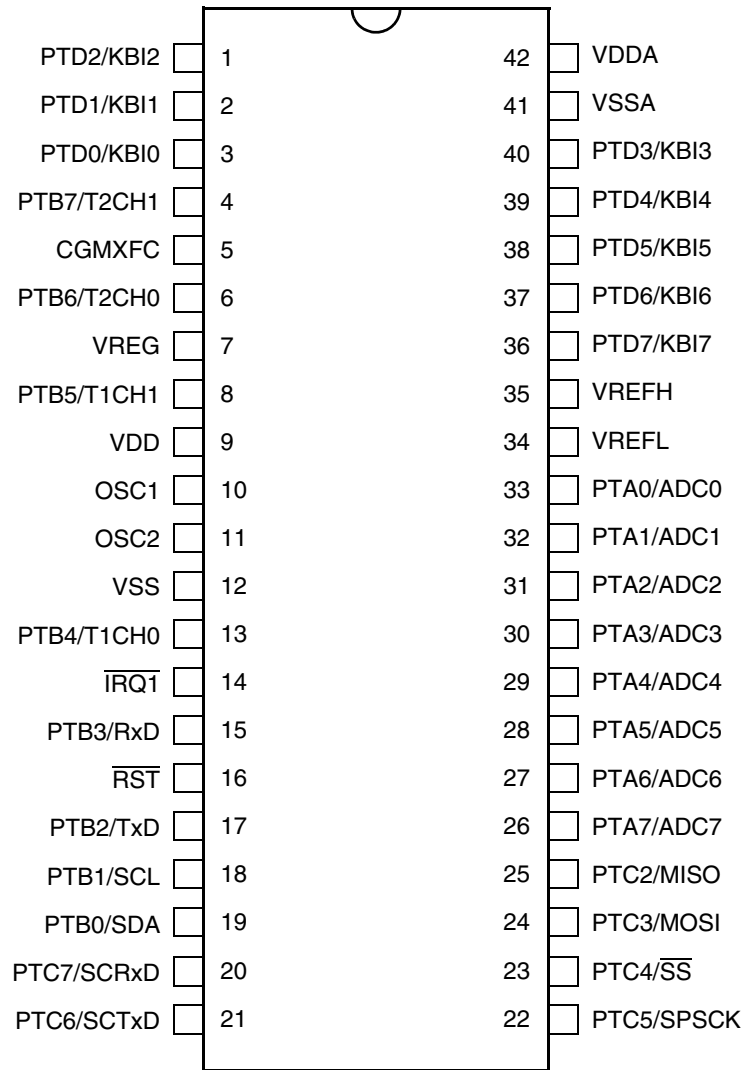 PTD2/KBI2 1 42 VDDA
PTD1/KBI1 2 41 VSSA
PTD0/KBI0 3 40 PTD3/KBI3
PTB7/T2CH1 4 39 PTD4/KBI4
CGMXFC 5 38 PTD5/KBI5
PTB6/T2CH0 6 37 PTD6/KBI6
VREG 7 36 PTD7/KBI7
PTB5/T1CH1 8 35 VREFH
VDD 9 34 VREFL
OSC1 10 33 PTA0/ADC0
OSC2 11 32 PTA1/ADC1
VSS 12 31 PTA2/ADC2
PTB4/T1CH0 13 30 PTA3/ADC3
I̅R̅Q̅1̅ 14 29 PTA4/ADC4
PTB3/RxD 15 28 PTA5/ADC5
R̅S̅T̅ 16 27 PTA6/ADC6
PTB2/TxD 17 26 PTA7/ADC7
PTB1/SCL 18 25 PTC2/MISO
PTB0/SDA 19 24 PTC3/MOSI
PTC7/SCRxD 20 23 PTC4/S̅S̅
PTC6/SCTxD 21 22 PTC5/SPSCK